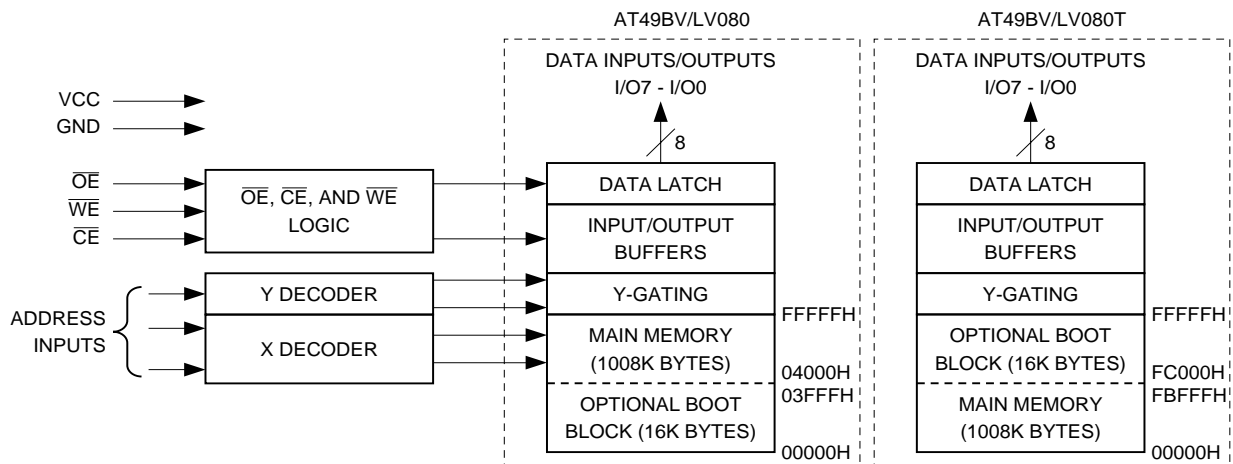 AT49BV/LV080
DATA INPUTS/OUTPUTS
I/O7 - I/O0
8
VCC
GND
OE
WE
CE
OE, CE, AND WE
LOGIC
ADDRESS
INPUTS
Y DECODER
X DECODER
DATA LATCH
INPUT/OUTPUT
BUFFERS
Y-GATING
FFFFFH
MAIN MEMORY
(1008K BYTES)
04000H
03FFFH
OPTIONAL BOOT
BLOCK (16K BYTES)
00000H
AT49BV/LV080T
DATA INPUTS/OUTPUTS
I/O7 - I/O0
8
DATA LATCH
INPUT/OUTPUT
BUFFERS
Y-GATING
FFFFFH
OPTIONAL BOOT
BLOCK (16K BYTES)
FC000H
FBFFFH
MAIN MEMORY
(1008K BYTES)
00000H